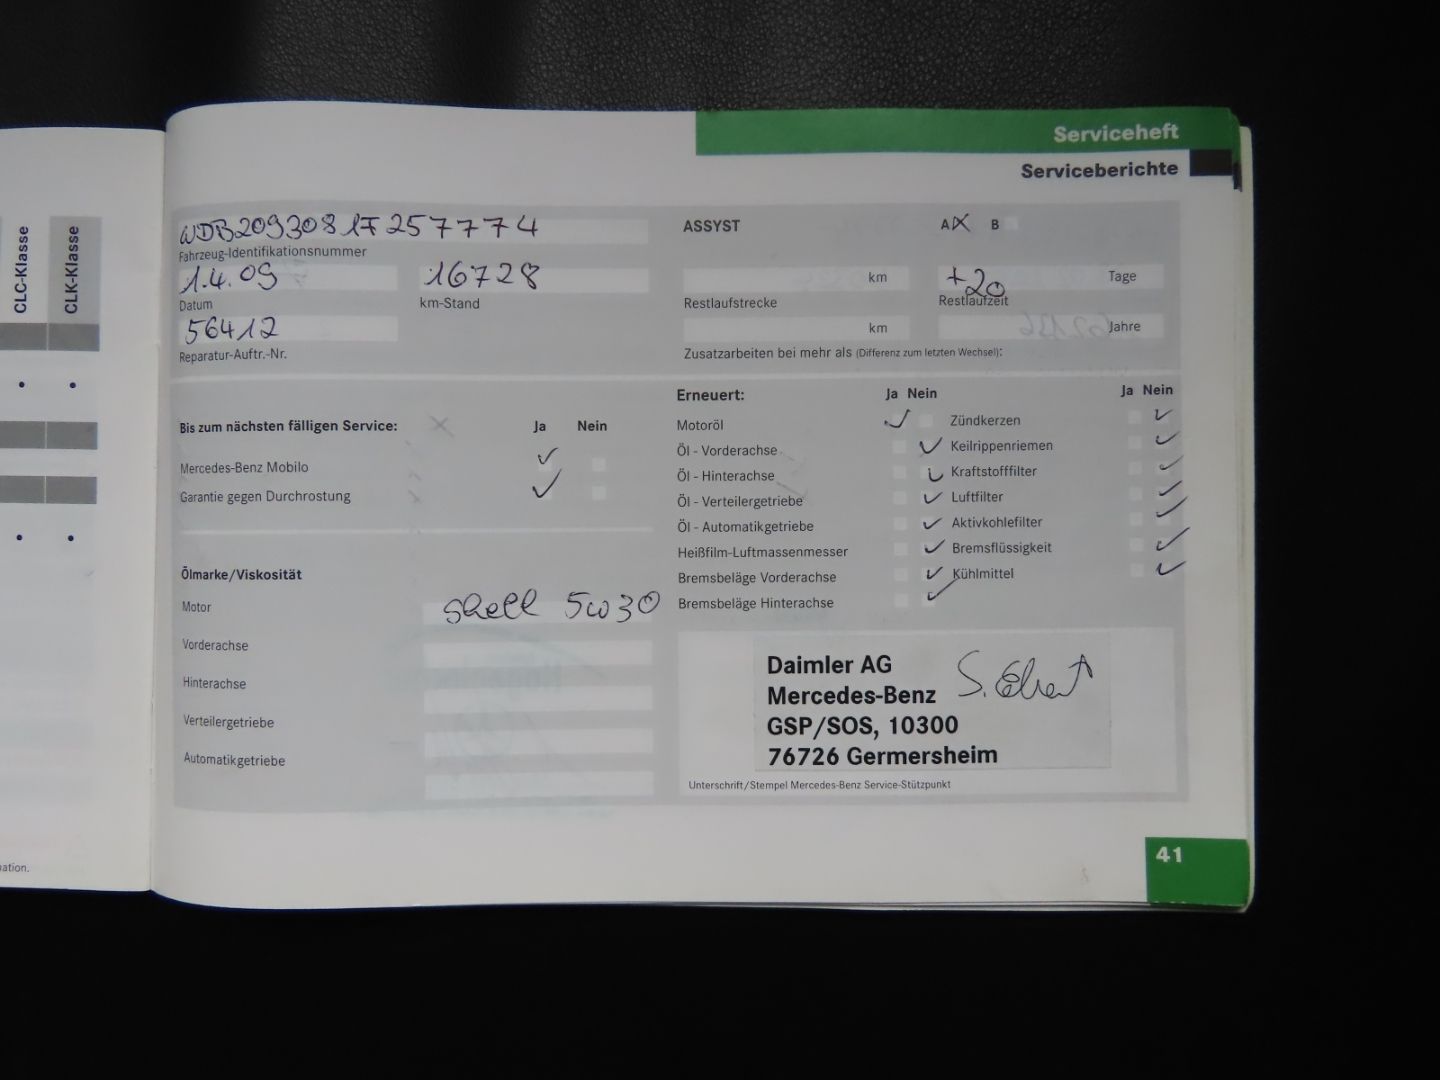 Serviceheft
Serviceberichte
CLC-Klasse
CLK-Klasse
WDB2093081F257774
Fahrzeug-Identifikationsnummer
ASSYST
A X B
1.4.09
16728
km
+20
Tage
Datum
km-Stand
Restlaufstrecke
Restlaufzeit
56412
km
Jahre
Reparatur-Auftr.-Nr.
Zusatzarbeiten bei mehr als (Differenz zum letzten Wechsel):
Bis zum nächsten fälligen Service: Ja Nein
Mercedes-Benz Mobilo
Garantie gegen Durchrostung
Ölmarke/Viskosität
Motor Shell 5W30
Vorderachse
Hinterachse
Verteilergetriebe
Automatikgetriebe
Erneuert: Ja Nein Ja Nein
Motoröl Zündkerzen
Öl - Vorderachse Keilrippenriemen
Öl - Hinterachse Kraftstofffilter
Öl - Verteilergetriebe Luftfilter
Öl - Automatikgetriebe Aktivkohlefilter
Heißfilm-Luftmassenmesser Bremsflüssigkeit
Bremsbeläge Vorderachse Kühlmittel
Bremsbeläge Hinterachse
Daimler AG
Mercedes-Benz
GSP/SOS, 10300
76726 Germersheim
Unterschrift/Stempel Mercedes-Benz Service-Stützpunkt
41